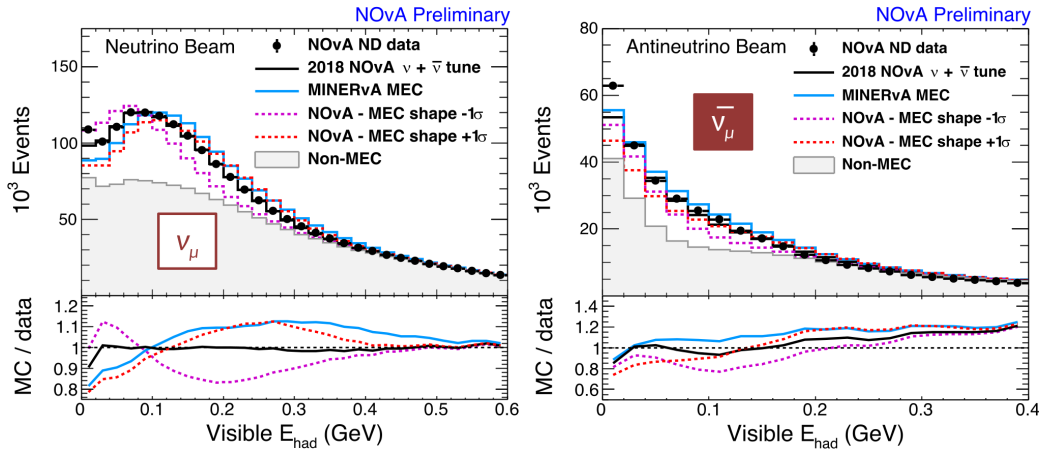 NOvA Preliminary
Neutrino Beam
NOvA ND data
2018 NOvA ν + ν̅ tune
MINERvA MEC
NOvA - MEC shape -1σ
NOvA - MEC shape +1σ
Non-MEC
150
100
50
10³ Events
νμ
1.2
1.1
1
0.9
0.8
MC / data
0 0.1 0.2 0.3 0.4 0.5 0.6
Visible Ehad (GeV)
NOvA Preliminary
Antineutrino Beam
NOvA ND data
2018 NOvA ν + ν̅ tune
MINERvA MEC
NOvA - MEC shape -1σ
NOvA - MEC shape +1σ
Non-MEC
80
60
40
20
10³ Events
ν̅μ
1.4
1.2
1
0.8
0.6
MC / data
0 0.1 0.2 0.3 0.4
Visible Ehad (GeV)